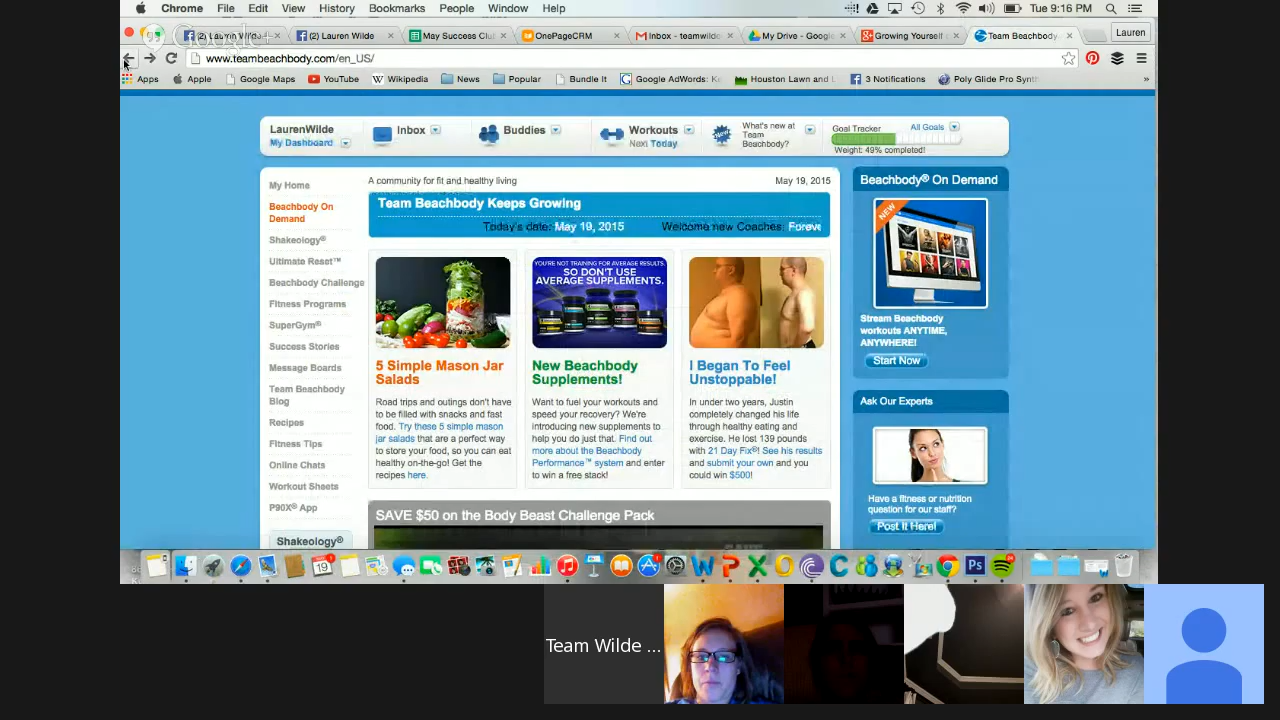 Chrome File Edit View History Bookmarks People Window Help
Tue 9:16 PM
Google+
(2) Lauren Wilde
(2) Lauren Wilde
May Success Clu
OnePageCRM
Inbox - teamwild
My Drive - Goog
Growing Yourself
Team Beachbody
Lauren
www.teambeachbody.com/en_US/
Apps Apple Google Maps YouTube Wikipedia News Popular Bundle It Google AdWords: Ke Houston Lawn and L 3 Notifications Poly Glide Pro Synth »
LaurenWilde
My Dashboard
Inbox
Buddies
Workouts
Next Today
New
What's new at
Team
Beachbody?
Goal Tracker
All Goals
Weight: 49% completed!
My Home
Beachbody On
Demand
Shakeology®
Ultimate Reset™
Beachbody Challenge
Fitness Programs
SuperGym®
Success Stories
Message Boards
Team Beachbody
Blog
Recipes
Fitness Tips
Online Chats
Workout Sheets
P90X® App
Shakeology®
A community for fit and healthy living
May 19, 2015
Team Beachbody Keeps Growing
Today's date: May 19, 2015 Welcome new Coaches: Foreve
5 Simple Mason Jar
Salads
Road trips and outings don't have
to be filled with snacks and fast
food. Try these 5 simple mason
jar salads that are a perfect way
to store your food, so you can eat
healthy on-the-go! Get the
recipes here.
YOU'RE NOT TRAINING FOR AVERAGE RESULTS.
SO DON'T USE
AVERAGE SUPPLEMENTS.
New Beachbody
Supplements!
Want to fuel your workouts and
speed your recovery? We're
introducing new supplements to
help you do just that. Find out
more about the Beachbody
Performance™ system and enter
to win a free stack!
I Began To Feel
Unstoppable!
In under two years, Justin
completely changed his life
through healthy eating and
exercise. He lost 139 pounds
with 21 Day Fix®! See his results
and submit your own and you
could win $500!
SAVE $50 on the Body Beast Challenge Pack
Beachbody® On Demand
NEW
Stream Beachbody
workouts ANYTIME,
ANYWHERE!
Start Now
Ask Our Experts
Have a fitness or nutrition
question for our staff?
Post It Here!
19
Team Wilde ...